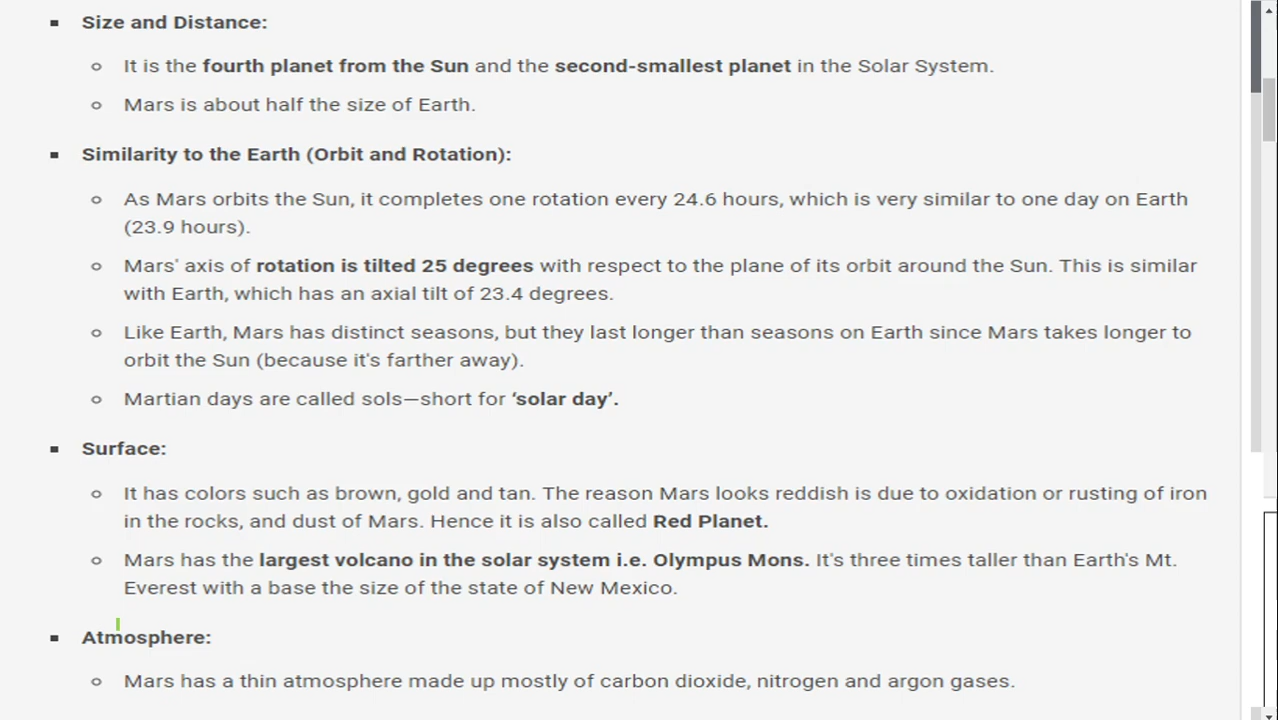 Size and Distance:
It is the fourth planet from the Sun and the second-smallest planet in the Solar System.
Mars is about half the size of Earth.
Similarity to the Earth (Orbit and Rotation):
As Mars orbits the Sun, it completes one rotation every 24.6 hours, which is very similar to one day on Earth
(23.9 hours).
Mars' axis of rotation is tilted 25 degrees with respect to the plane of its orbit around the Sun. This is similar
with Earth, which has an axial tilt of 23.4 degrees.
Like Earth, Mars has distinct seasons, but they last longer than seasons on Earth since Mars takes longer to
orbit the Sun (because it's farther away).
Martian days are called sols—short for ‘solar day’.
Surface:
It has colors such as brown, gold and tan. The reason Mars looks reddish is due to oxidation or rusting of iron
in the rocks, and dust of Mars. Hence it is also called Red Planet.
Mars has the largest volcano in the solar system i.e. Olympus Mons. It's three times taller than Earth's Mt.
Everest with a base the size of the state of New Mexico.
Atmosphere:
Mars has a thin atmosphere made up mostly of carbon dioxide, nitrogen and argon gases.